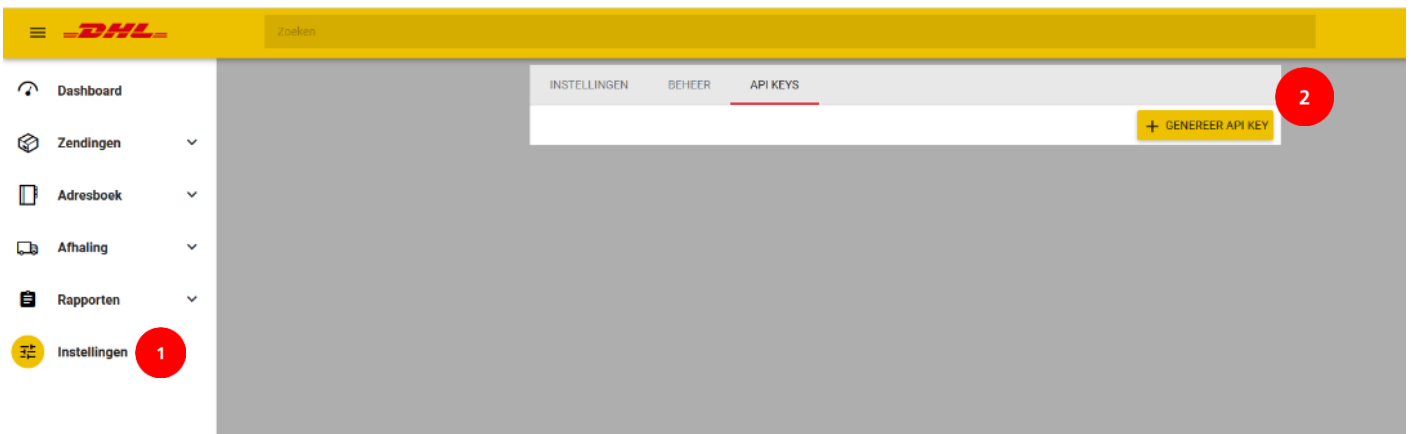 DHL
Zoeken
Dashboard
Zendingen
Adresboek
Afhaling
Rapporten
Instellingen
1
INSTELLINGEN BEHEER API KEYS
2
+ GENEREER API KEY